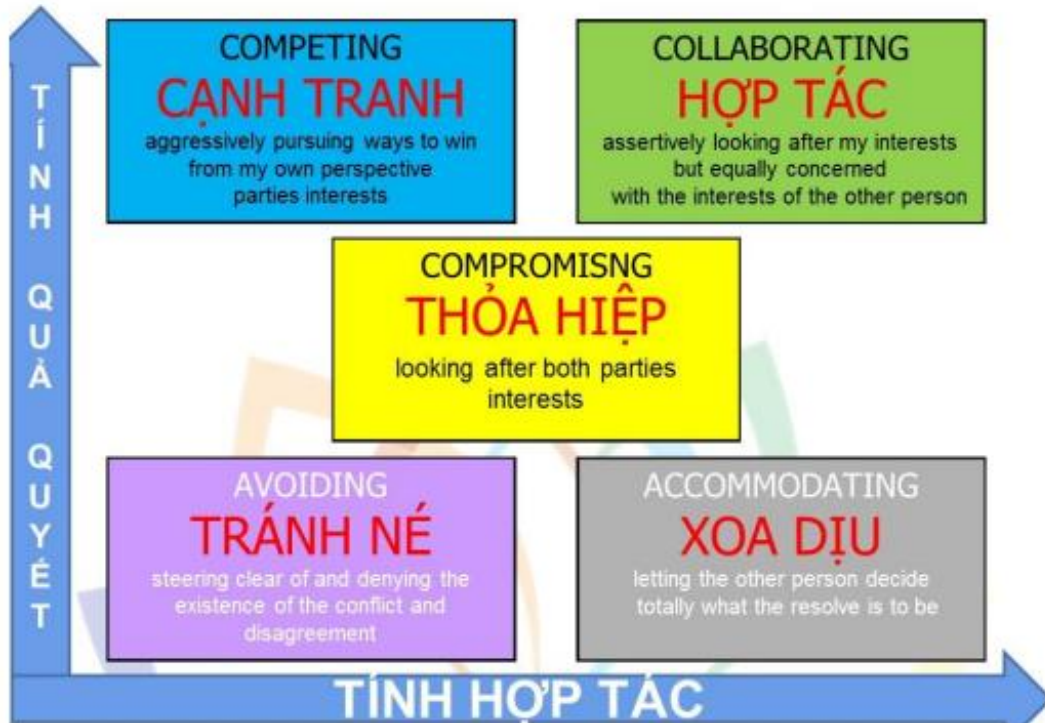 TÍNH QUẢ QUYẾT
COMPETING
CẠNH TRANH
aggressively pursuing ways to win
from my own perspective
parties interests
COLLABORATING
HỢP TÁC
assertively looking after my interests
but equally concerned
with the interests of the other person
COMPROMISNG
THỎA HIỆP
looking after both parties
interests
AVOIDING
TRÁNH NÉ
steering clear of and denying the
existence of the conflict and
disagreement
ACCOMMODATING
XOA DỊU
letting the other person decide
totally what the resolve is to be
TÍNH HỢP TÁC